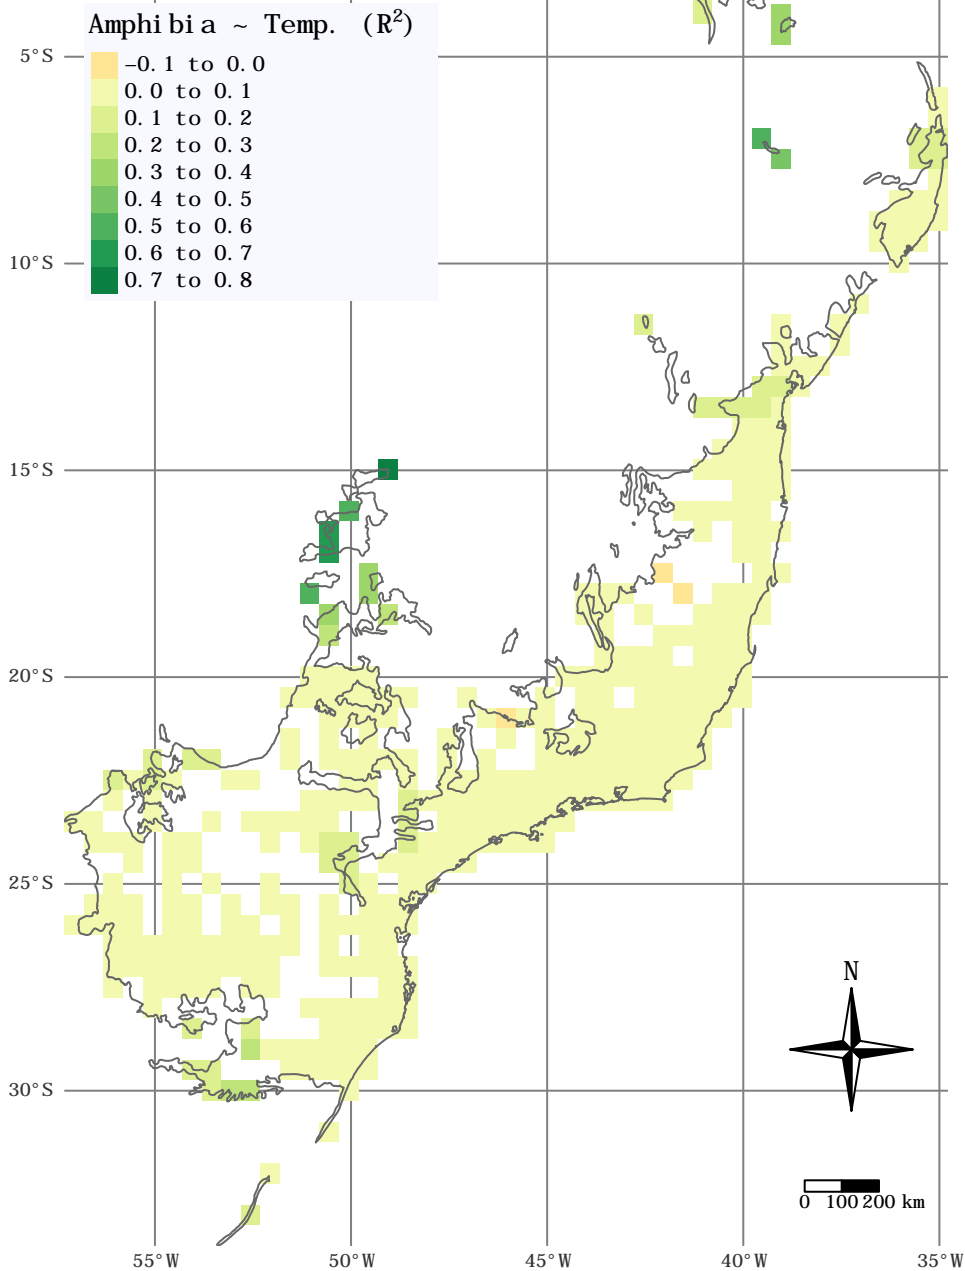 Amphibia ~ Temp. (R²)
−0.1 to 0.0
0.0 to 0.1
0.1 to 0.2
0.2 to 0.3
0.3 to 0.4
0.4 to 0.5
0.5 to 0.6
0.6 to 0.7
0.7 to 0.8
5°S
10°S
15°S
20°S
25°S
30°S
N
0 100 200 km
55°W 50°W 45°W 40°W 35°W